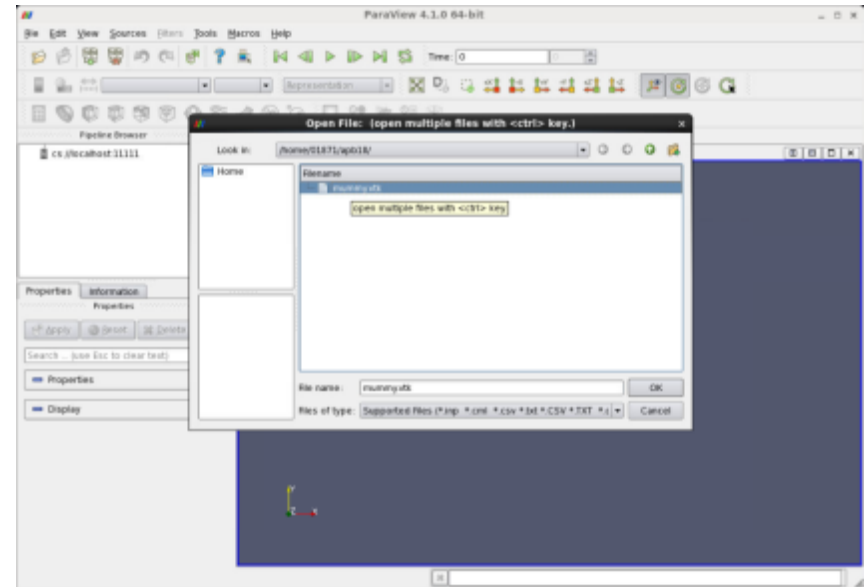 ParaView 4.1.0 64-bit
File Edit View Sources Filters Tools Macros Help
Time: 0
Representation
Pipeline Browser
cs://localhost:11111
Open File: (open multiple files with <ctrl> key.)
Look in:
Home
Filename
mummy.vtk
open multiple files with <ctrl> key
Properties Information
Properties
Apply Reset Delete
Search ... (use Esc to clear text)
Properties
Display
File name: mummy.vtk OK
Files of type: Supported Files (*.inp *.cml *.csv *.txt *.CSV *.TXT Cancel
Y
Z X